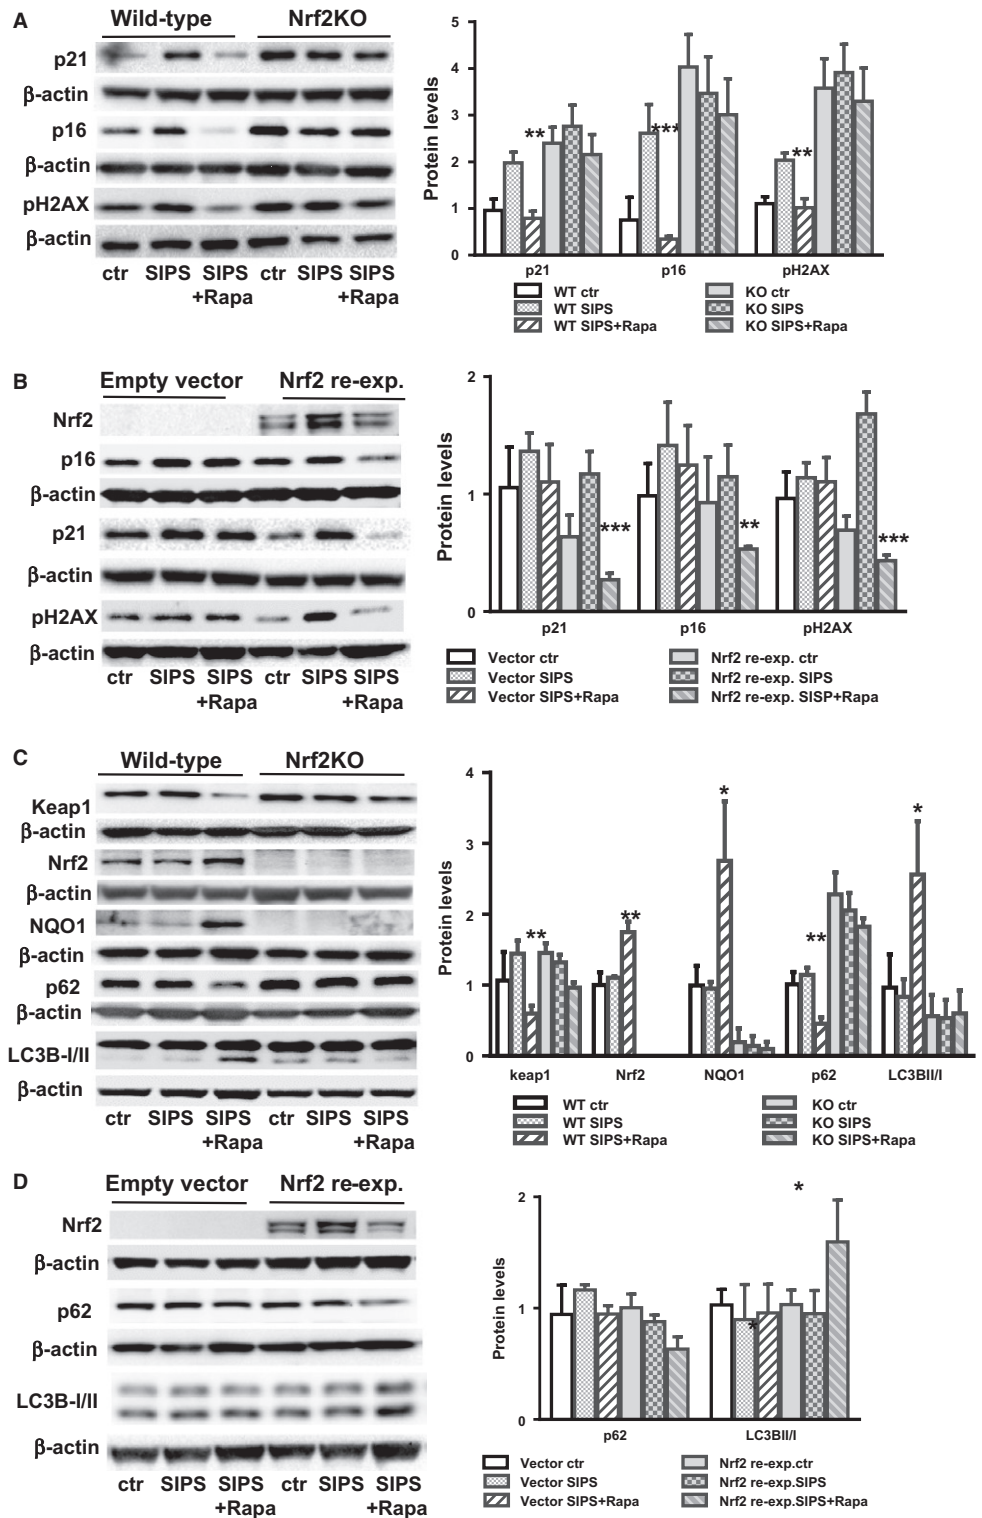 A
Wild-type Nrf2KO
p21
β-actin
p16
β-actin
pH2AX
β-actin
ctr SIPS SIPS ctr SIPS SIPS
+Rapa +Rapa
Protein levels
5
4
3
2
1
0
**
***
**
p21 p16 pH2AX
WT ctr KO ctr
WT SIPS KO SIPS
WT SIPS+Rapa KO SIPS+Rapa
B
Empty vector Nrf2 re-exp.
Nrf2
p16
β-actin
p21
β-actin
pH2AX
β-actin
ctr SIPS SIPS ctr SIPS SIPS
+Rapa +Rapa
Protein levels
2
1
0
***
**
***
p21 p16 pH2AX
Vector ctr Nrf2 re-exp. ctr
Vector SIPS Nrf2 re-exp. SIPS
Vector SIPS+Rapa Nrf2 re-exp. SISP+Rapa
C
Wild-type Nrf2KO
Keap1
β-actin
Nrf2
β-actin
NQO1
β-actin
p62
β-actin
LC3B-I/II
β-actin
ctr SIPS SIPS ctr SIPS SIPS
+Rapa +Rapa
Protein levels
4
3
2
1
0
**
**
*
**
*
keap1 Nrf2 NQO1 p62 LC3BII/I
WT ctr KO ctr
WT SIPS KO SIPS
WT SIPS+Rapa KO SIPS+Rapa
D
Empty vector Nrf2 re-exp.
Nrf2
β-actin
p62
β-actin
LC3B-I/II
β-actin
ctr SIPS SIPS ctr SIPS SIPS
+Rapa +Rapa
Protein levels
2
1
0
*
*
p62 LC3BII/I
Vector ctr Nrf2 re-exp.ctr
Vector SIPS Nrf2 re-exp.SIPS
Vector SIPS+Rapa Nrf2 re-exp.SIPS+Rapa